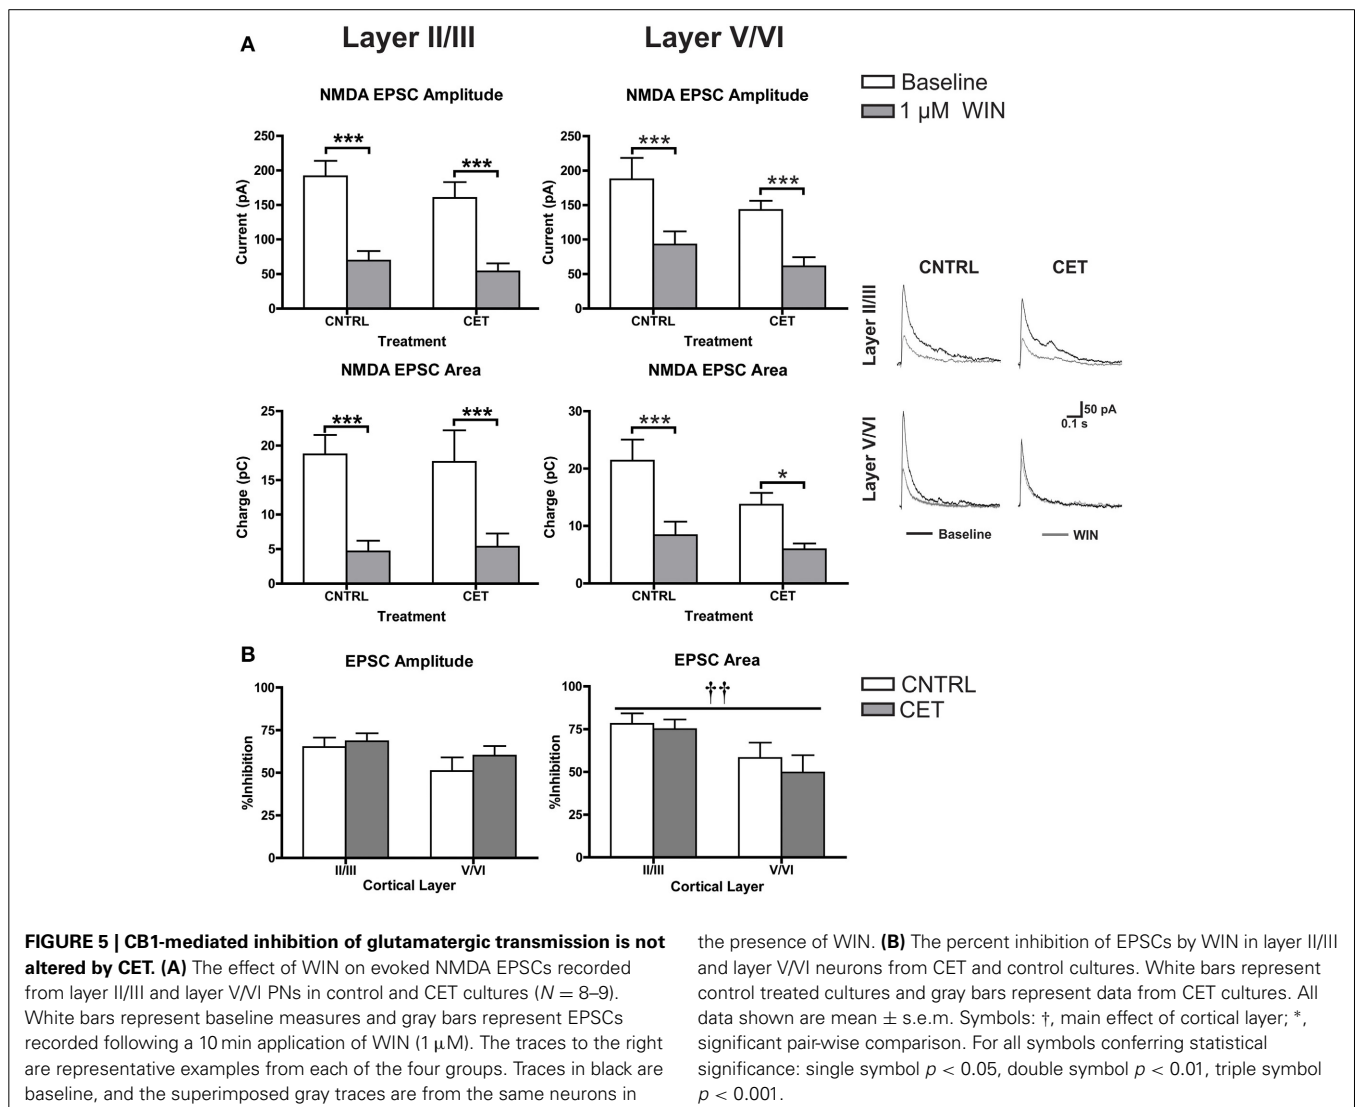 A
Layer II/III
Layer V/VI
Baseline
1 µM WIN
NMDA EPSC Amplitude
250
200
150
100
50
0
Current (pA)
***
***
CNTRL
CET
Treatment
NMDA EPSC Amplitude
250
200
150
100
50
0
Current (pA)
***
***
CNTRL
CET
Treatment
NMDA EPSC Area
25
20
15
10
5
0
Charge (pC)
***
***
CNTRL
CET
Treatment
NMDA EPSC Area
30
20
10
0
Charge (pC)
***
*
CNTRL
CET
Treatment
CNTRL
CET
Layer II/III
Layer V/VI
50 pA
0.1 s
Baseline
WIN
B
EPSC Amplitude
100
75
50
25
0
%Inhibition
II/III
V/VI
Cortical Layer
EPSC Area
100
75
50
25
0
%Inhibition
††
II/III
V/VI
Cortical Layer
CNTRL
CET
FIGURE 5 | CB1-mediated inhibition of glutamatergic transmission is not
altered by CET. (A) The effect of WIN on evoked NMDA EPSCs recorded
from layer II/III and layer V/VI PNs in control and CET cultures (N = 8–9).
White bars represent baseline measures and gray bars represent EPSCs
recorded following a 10 min application of WIN (1 µM). The traces to the right
are representative examples from each of the four groups. Traces in black are
baseline, and the superimposed gray traces are from the same neurons in
the presence of WIN. (B) The percent inhibition of EPSCs by WIN in layer II/III
and layer V/VI neurons from CET and control cultures. White bars represent
control treated cultures and gray bars represent data from CET cultures. All
data shown are mean ± s.e.m. Symbols: †, main effect of cortical layer; *,
significant pair-wise comparison. For all symbols conferring statistical
significance: single symbol p < 0.05, double symbol p < 0.01, triple symbol
p < 0.001.